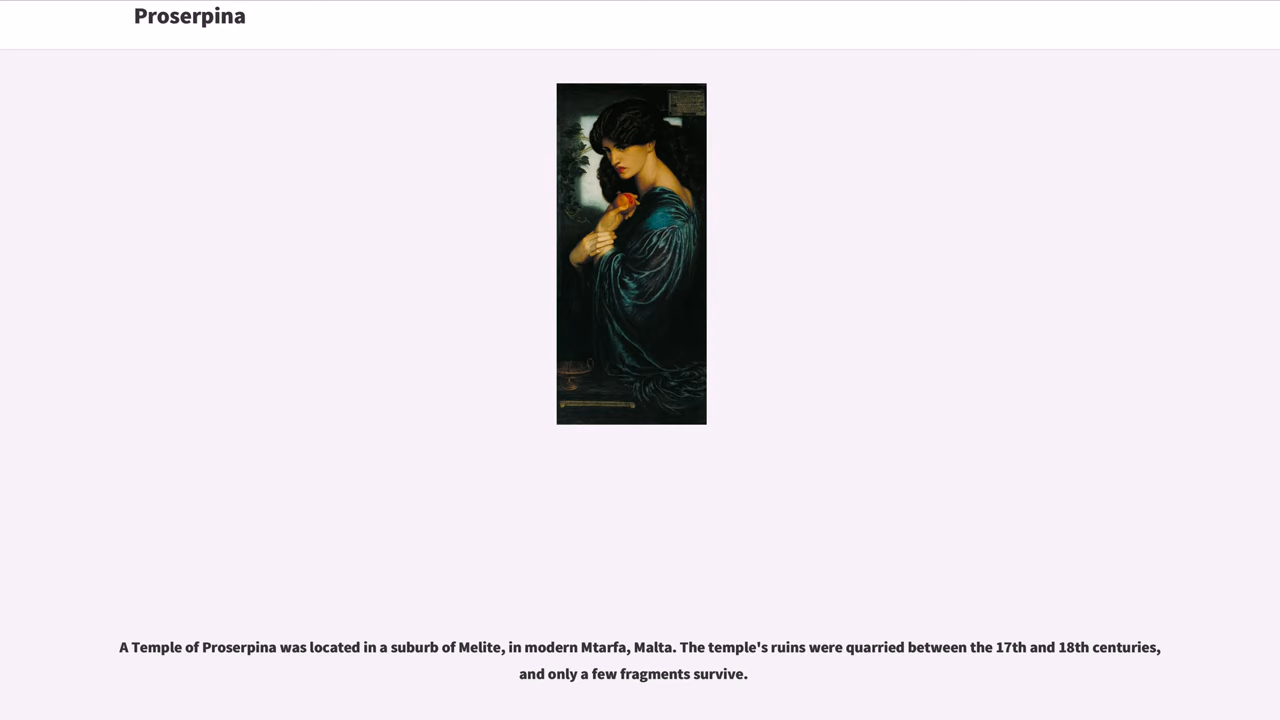 Proserpina
A Temple of Proserpina was located in a suburb of Melite, in modern Mtarfa, Malta. The temple's ruins were quarried between the 17th and 18th centuries,
and only a few fragments survive.